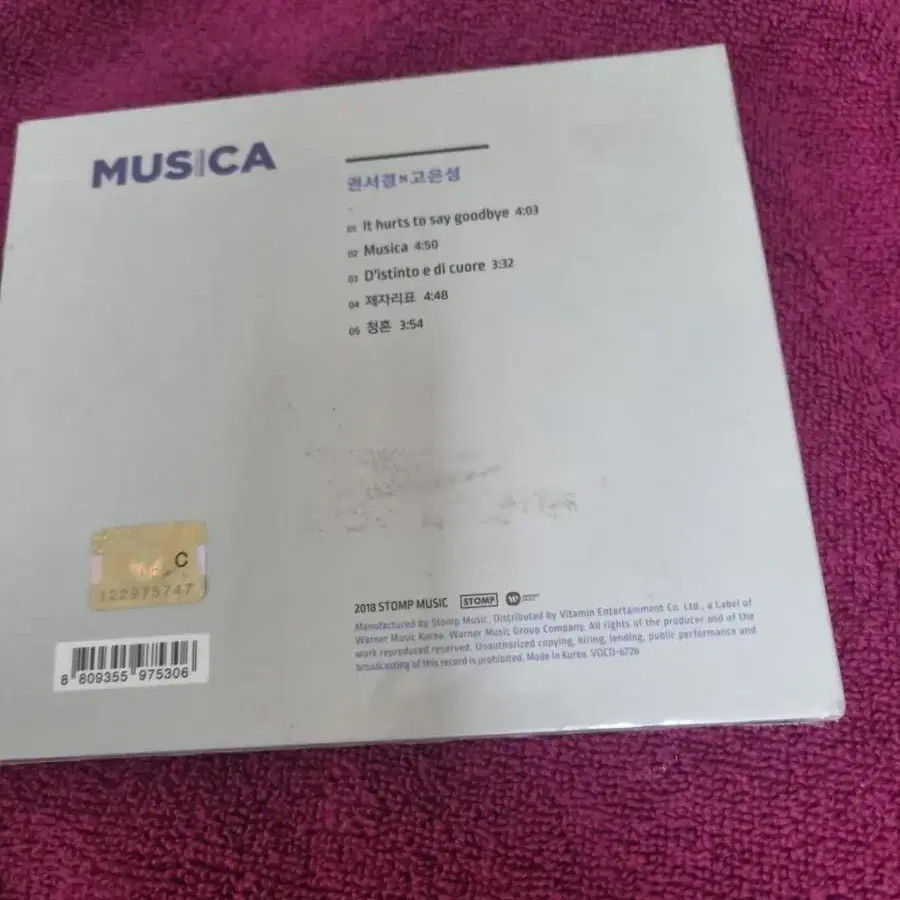 MUSICA
권서경×고은성
01 It hurts to say goodbye 4:03
02 Musica 4:50
03 D'istinto e di cuore 3:32
04 제자리표 4:48
05 청혼 3:54
C
122975747
8 809355 975306
2018 STOMP MUSIC STOMP
Manufactured by Stomp Music, Distributed by Vitamin Entertainment Co. LTD., a Label of
Warner Music Korea. Warner Music Group Company. All rights of the producer and of the
work reproduced reserved. Unauthorized copying, hiring, lending, public performance and
broadcasting of this record is prohibited. Made in Korea. VDCD-6726